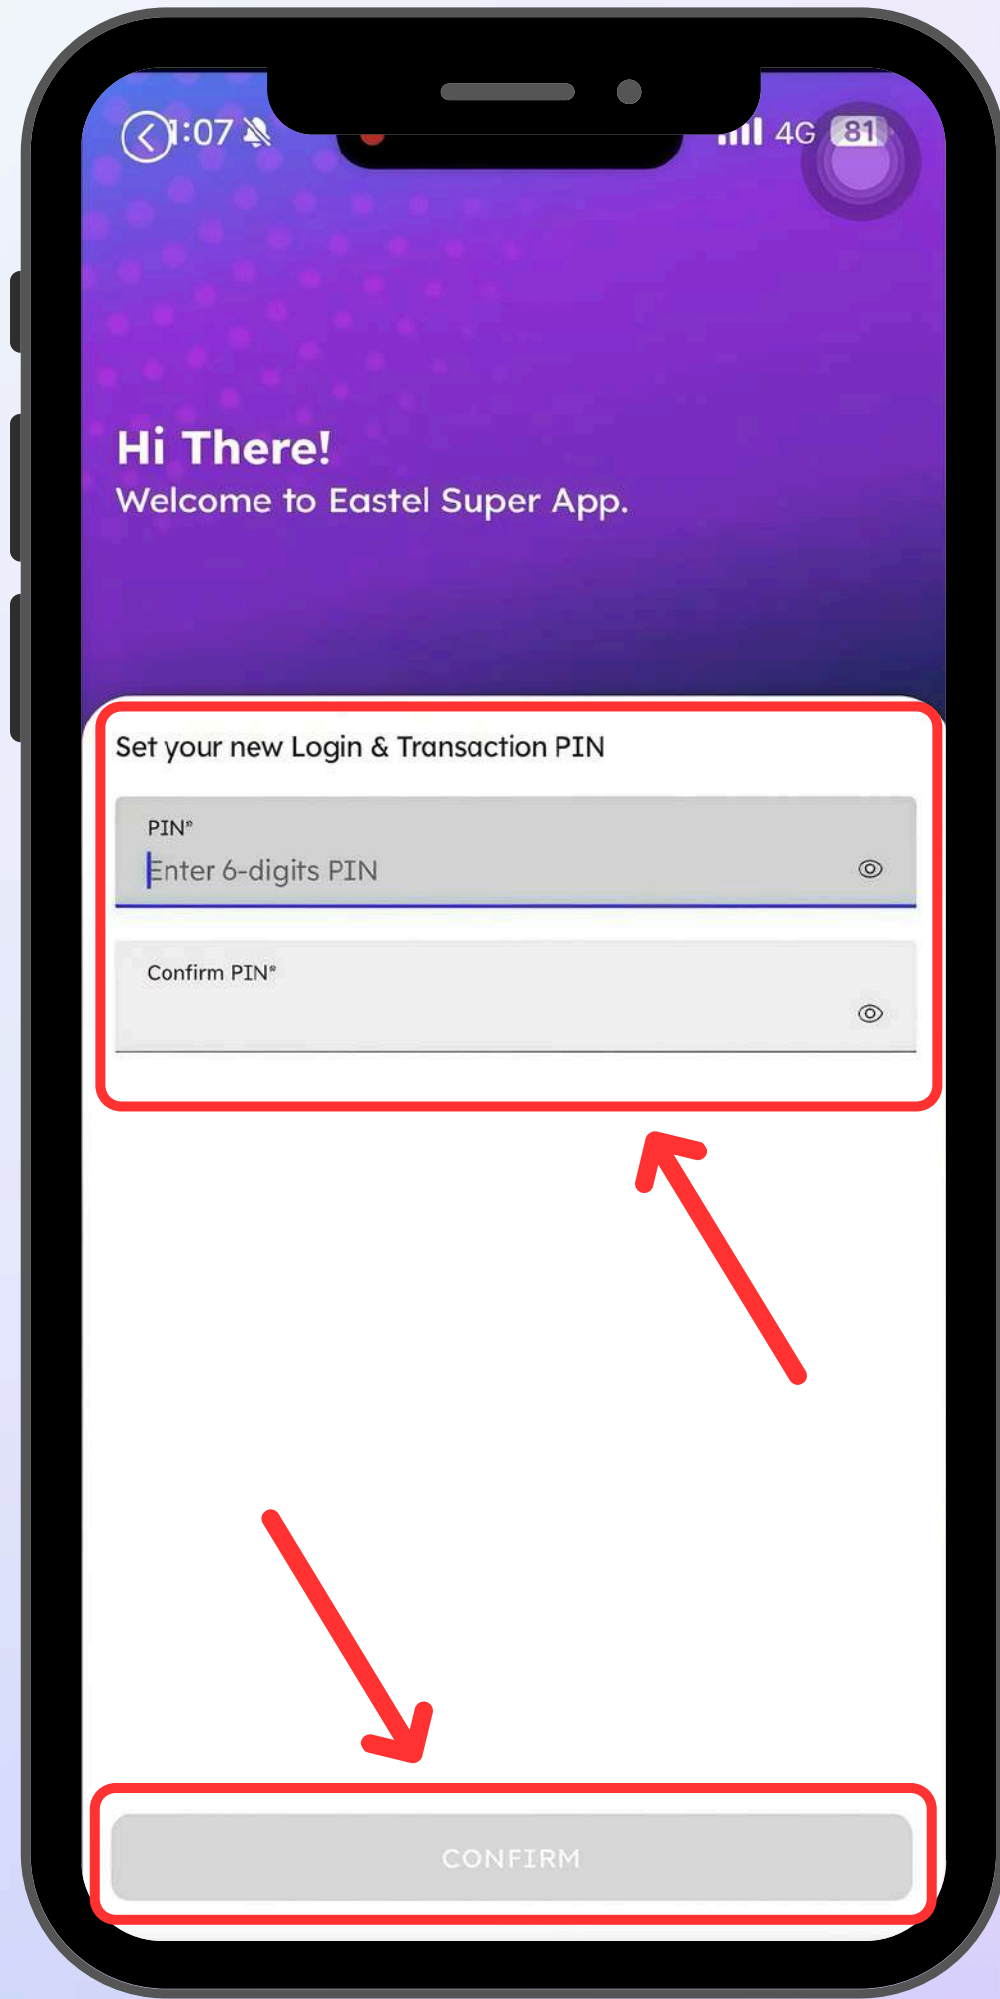 1:07
4G 81
Hi There!
Welcome to Eastel Super App.
Set your new Login & Transaction PIN
PIN*
Enter 6-digits PIN
Confirm PIN*
CONFIRM